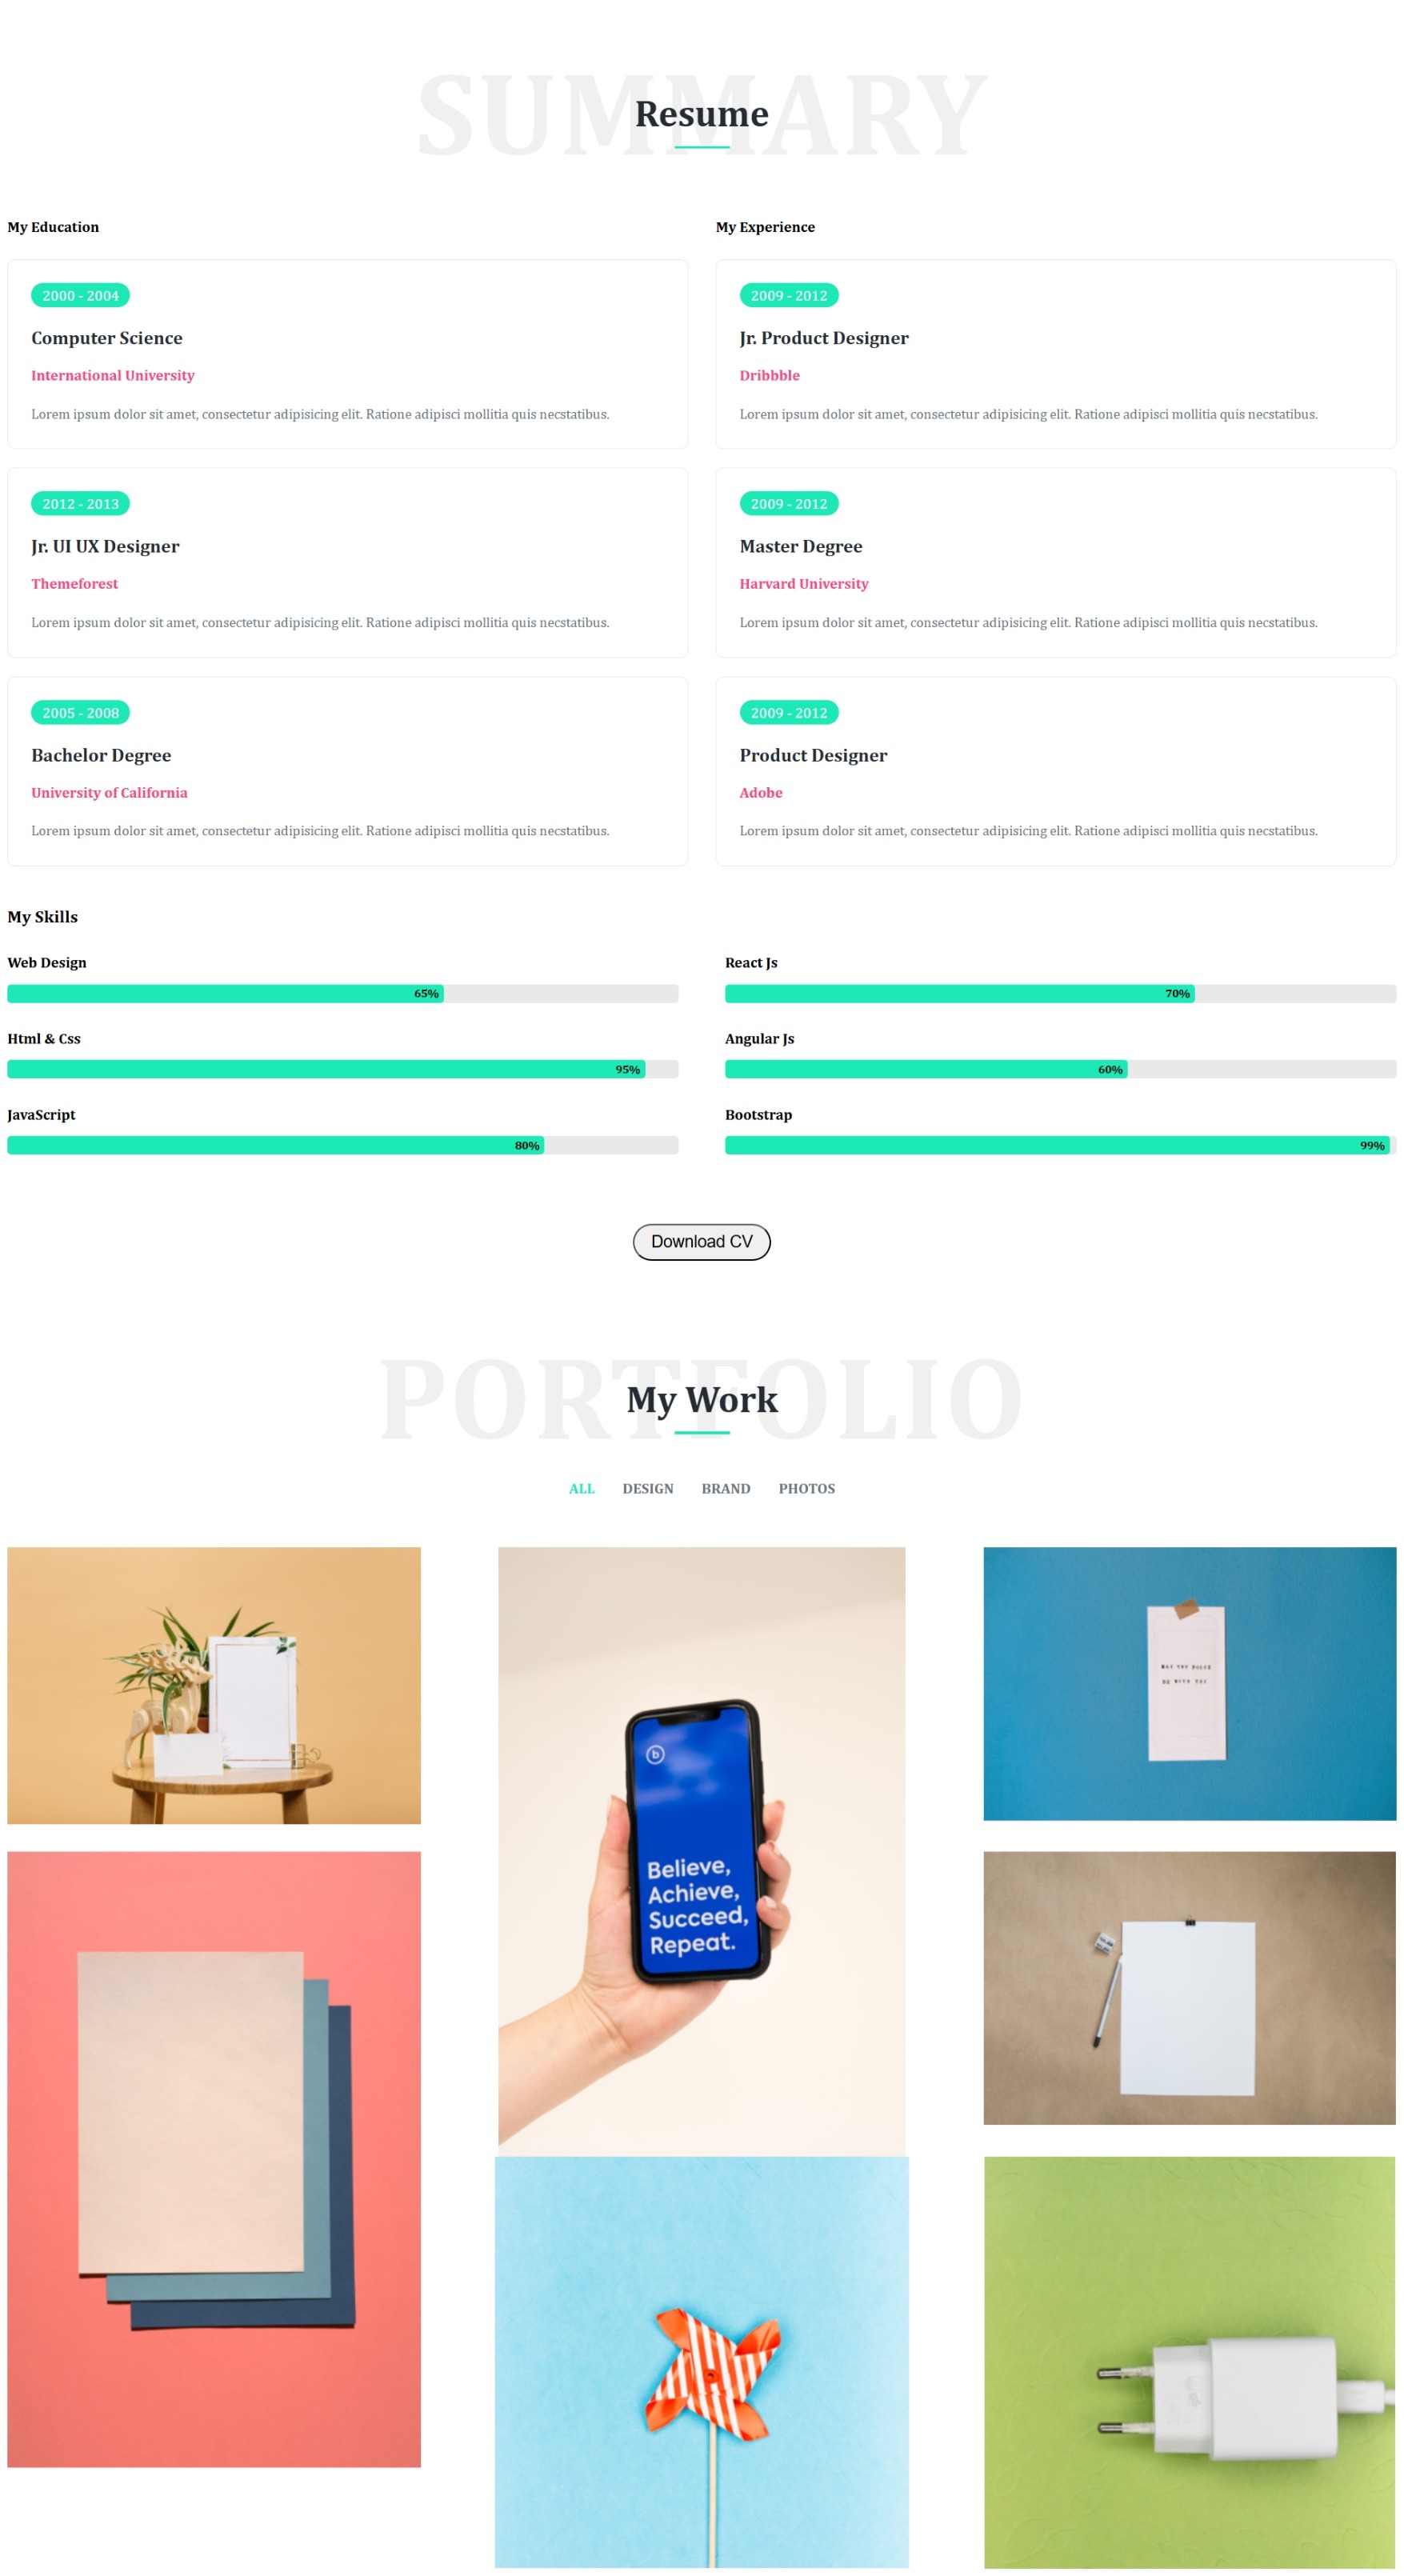 SUMMARY
Resume
My Education
2000 - 2004
Computer Science
International University
Lorem ipsum dolor sit amet, consectetur adipisicing elit. Ratione adipisci mollitia quis necstatibus.
2012 - 2013
Jr. UI UX Designer
Themeforest
Lorem ipsum dolor sit amet, consectetur adipisicing elit. Ratione adipisci mollitia quis necstatibus.
2005 - 2008
Bachelor Degree
University of California
Lorem ipsum dolor sit amet, consectetur adipisicing elit. Ratione adipisci mollitia quis necstatibus.
My Experience
2009 - 2012
Jr. Product Designer
Dribbble
Lorem ipsum dolor sit amet, consectetur adipisicing elit. Ratione adipisci mollitia quis necstatibus.
2009 - 2012
Master Degree
Harvard University
Lorem ipsum dolor sit amet, consectetur adipisicing elit. Ratione adipisci mollitia quis necstatibus.
2009 - 2012
Product Designer
Adobe
Lorem ipsum dolor sit amet, consectetur adipisicing elit. Ratione adipisci mollitia quis necstatibus.
My Skills
Web Design
65%
Html & Css
95%
JavaScript
80%
React Js
70%
Angular Js
60%
Bootstrap
99%
Download CV
PORTFOLIO
My Work
ALL DESIGN BRAND PHOTOS
b
Believe,
Achieve,
Succeed,
Repeat.
MAY THE FORCE
BE WITH YOU